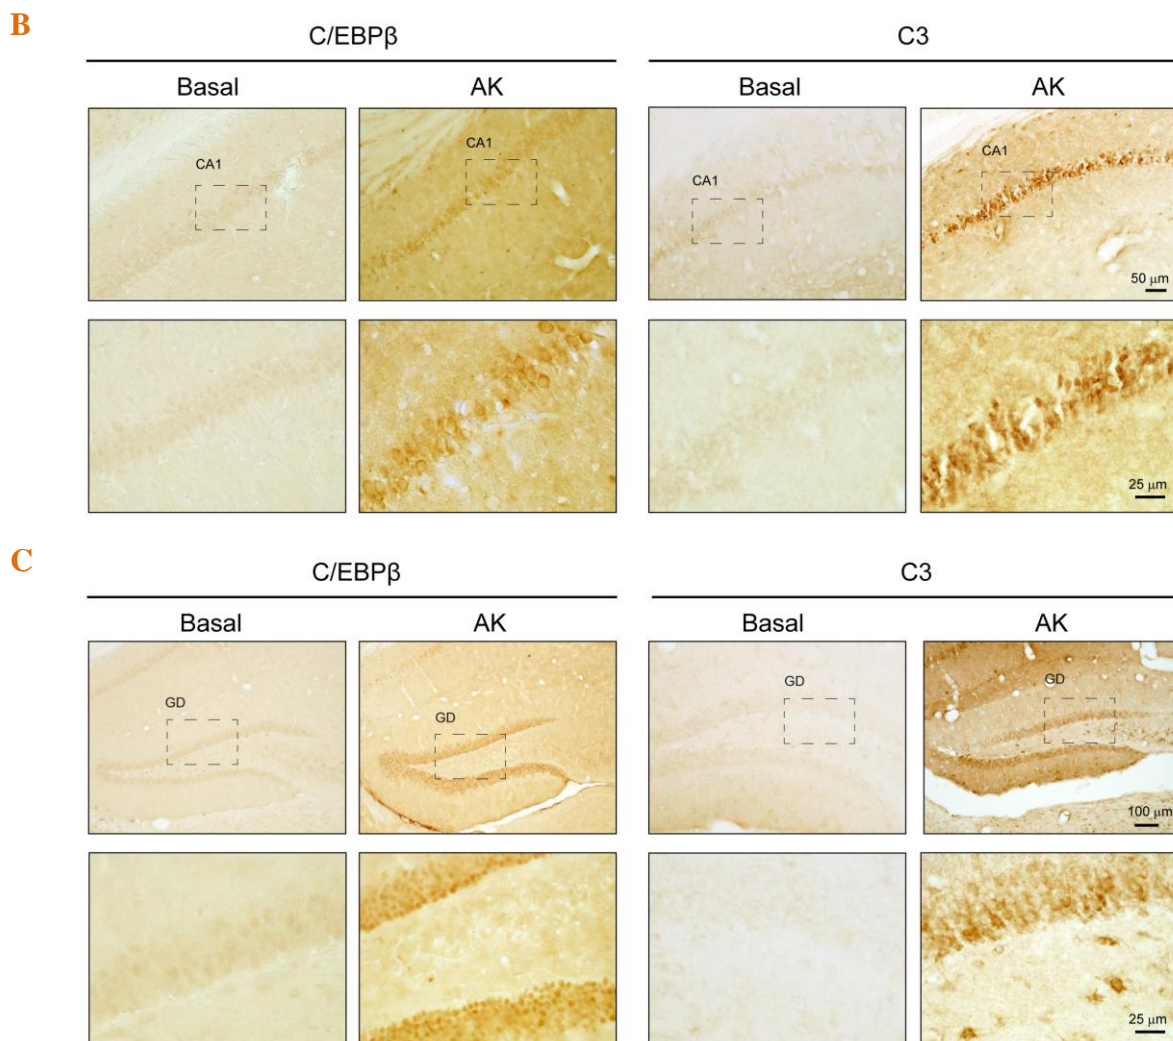 B
C/EBPβ C3
Basal AK Basal AK
CA1 CA1 CA1 CA1
50 μm
25 μm
C
C/EBPβ C3
Basal AK Basal AK
GD GD GD GD
100 μm
25 μm